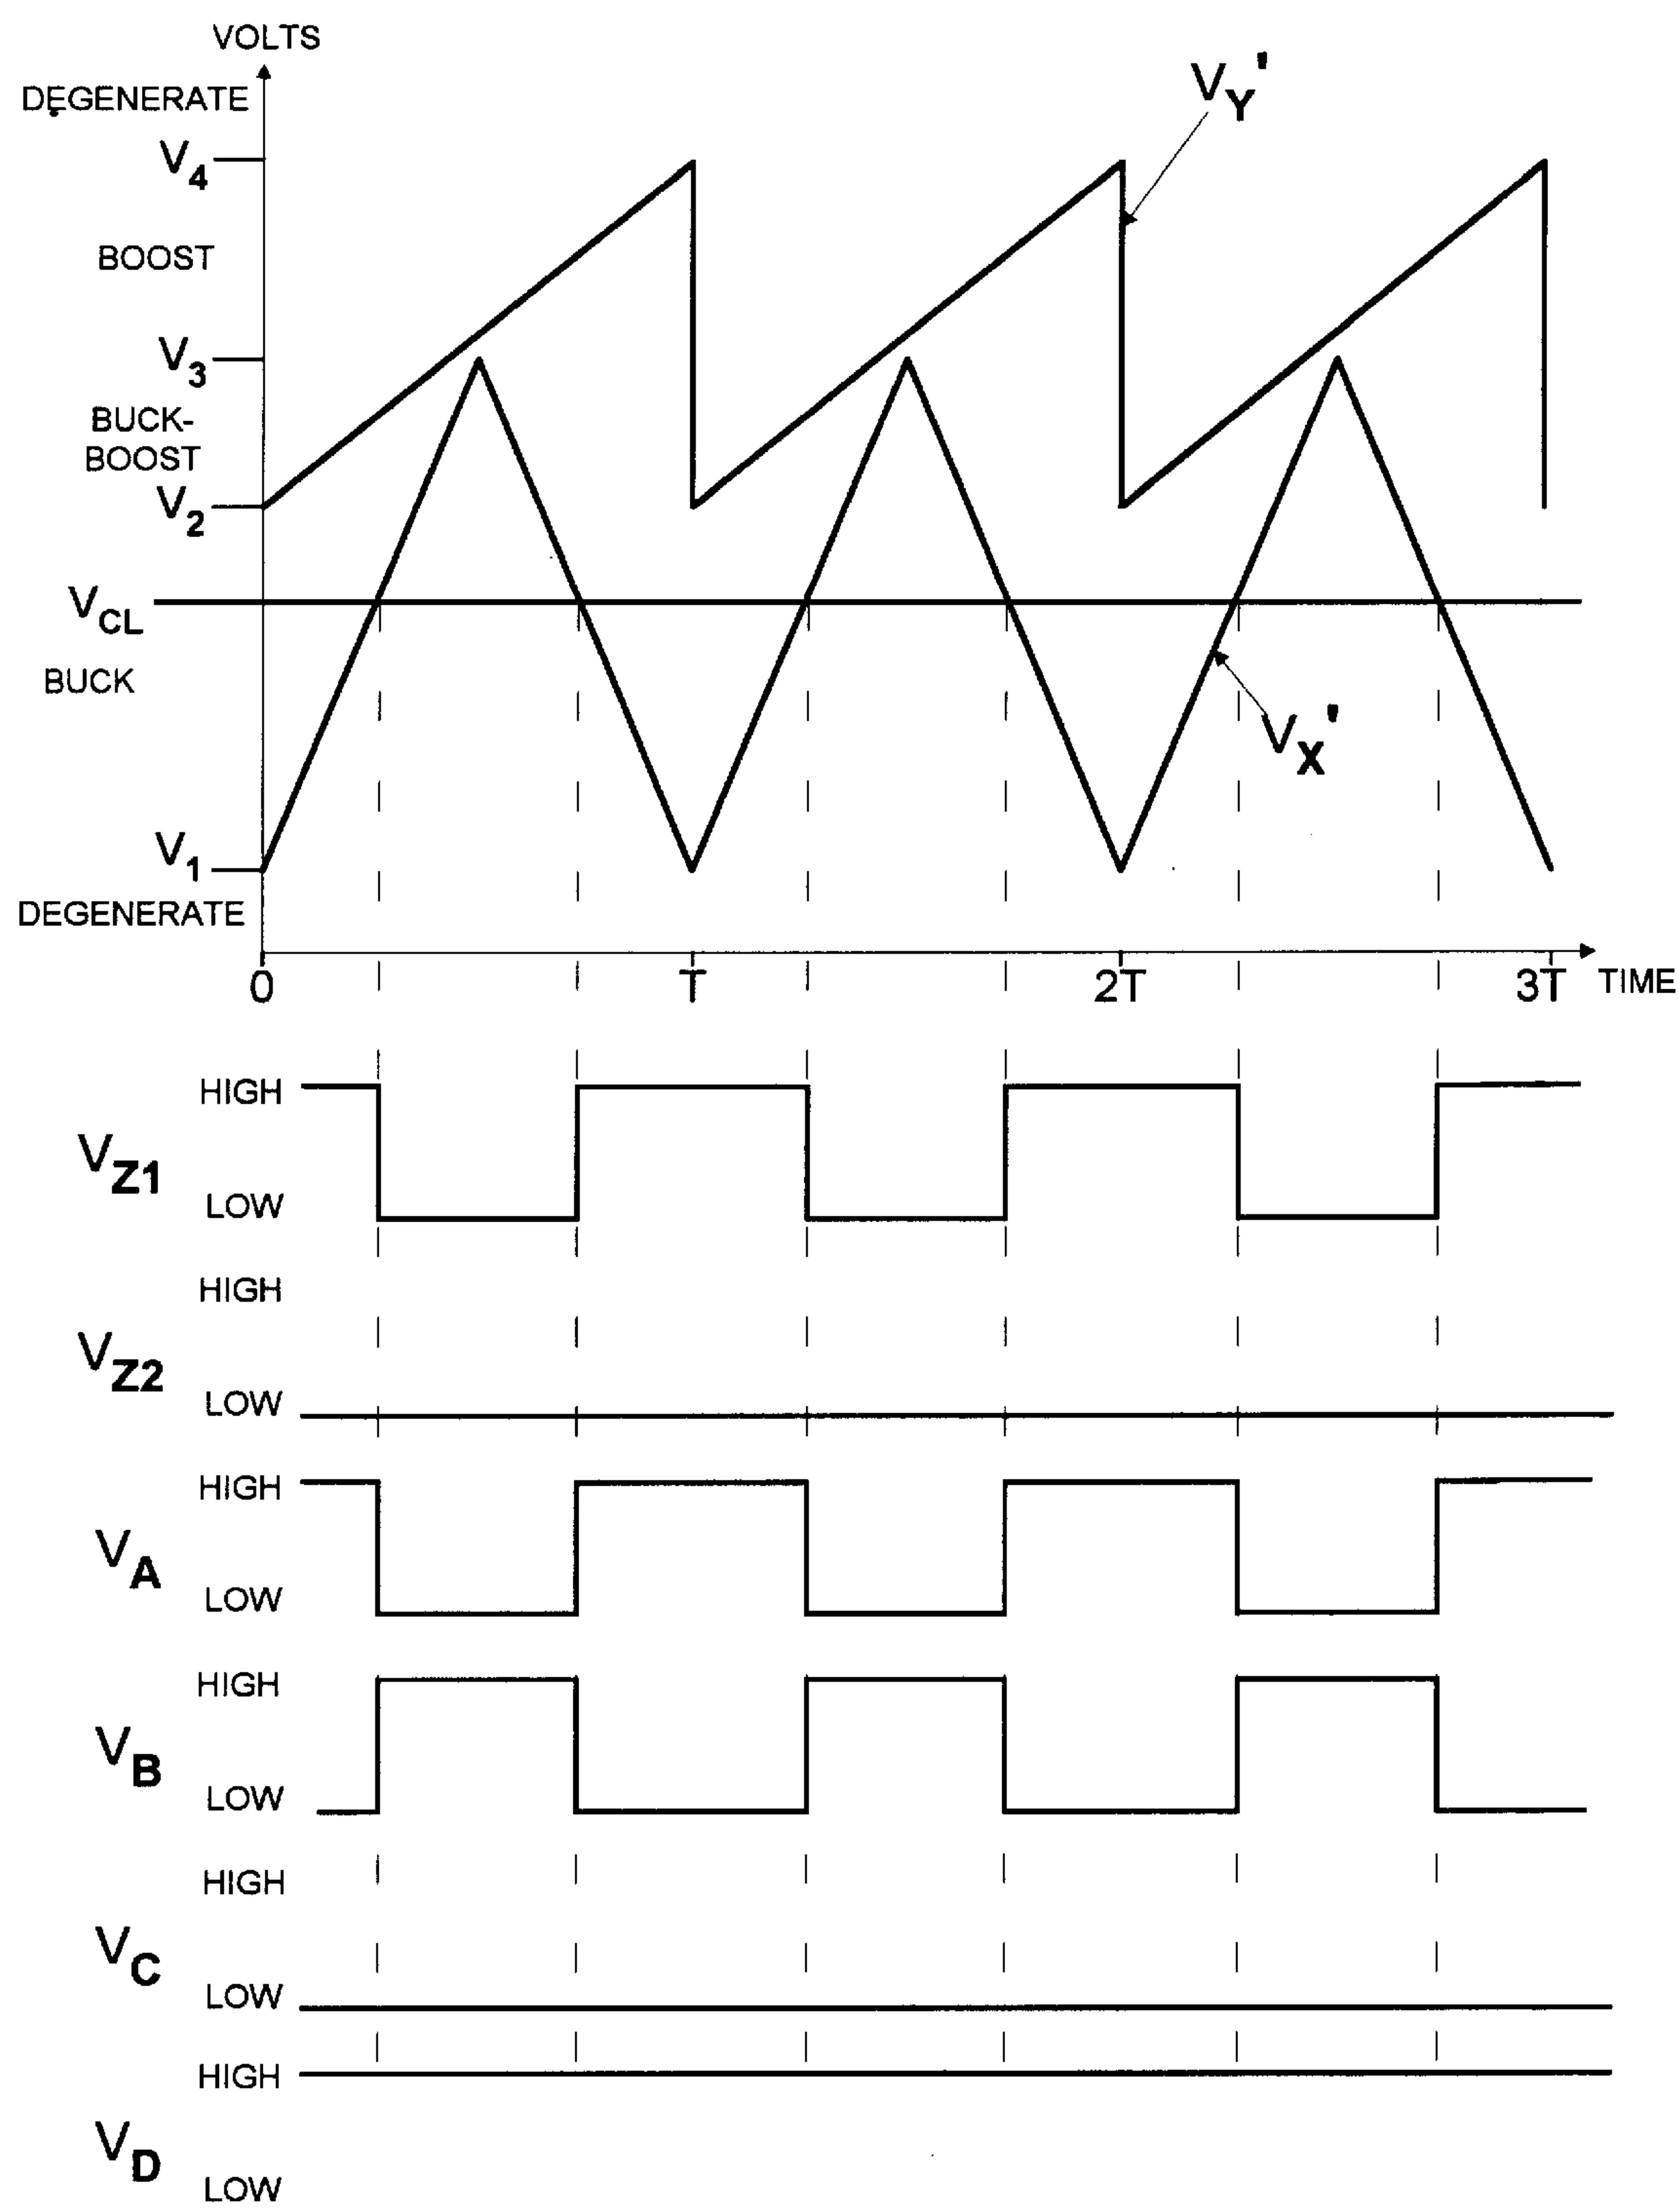 VOLTS
DEGENERATE
V4
BOOST
V3
BUCK-
BOOST
V2
VCL
BUCK
V1
DEGENERATE
VY'
VX'
0 T 2T 3T TIME
HIGH
VZ1
LOW
HIGH
VZ2
LOW
HIGH
VA
LOW
HIGH
VB
LOW
HIGH
VC
LOW
HIGH
VD
LOW